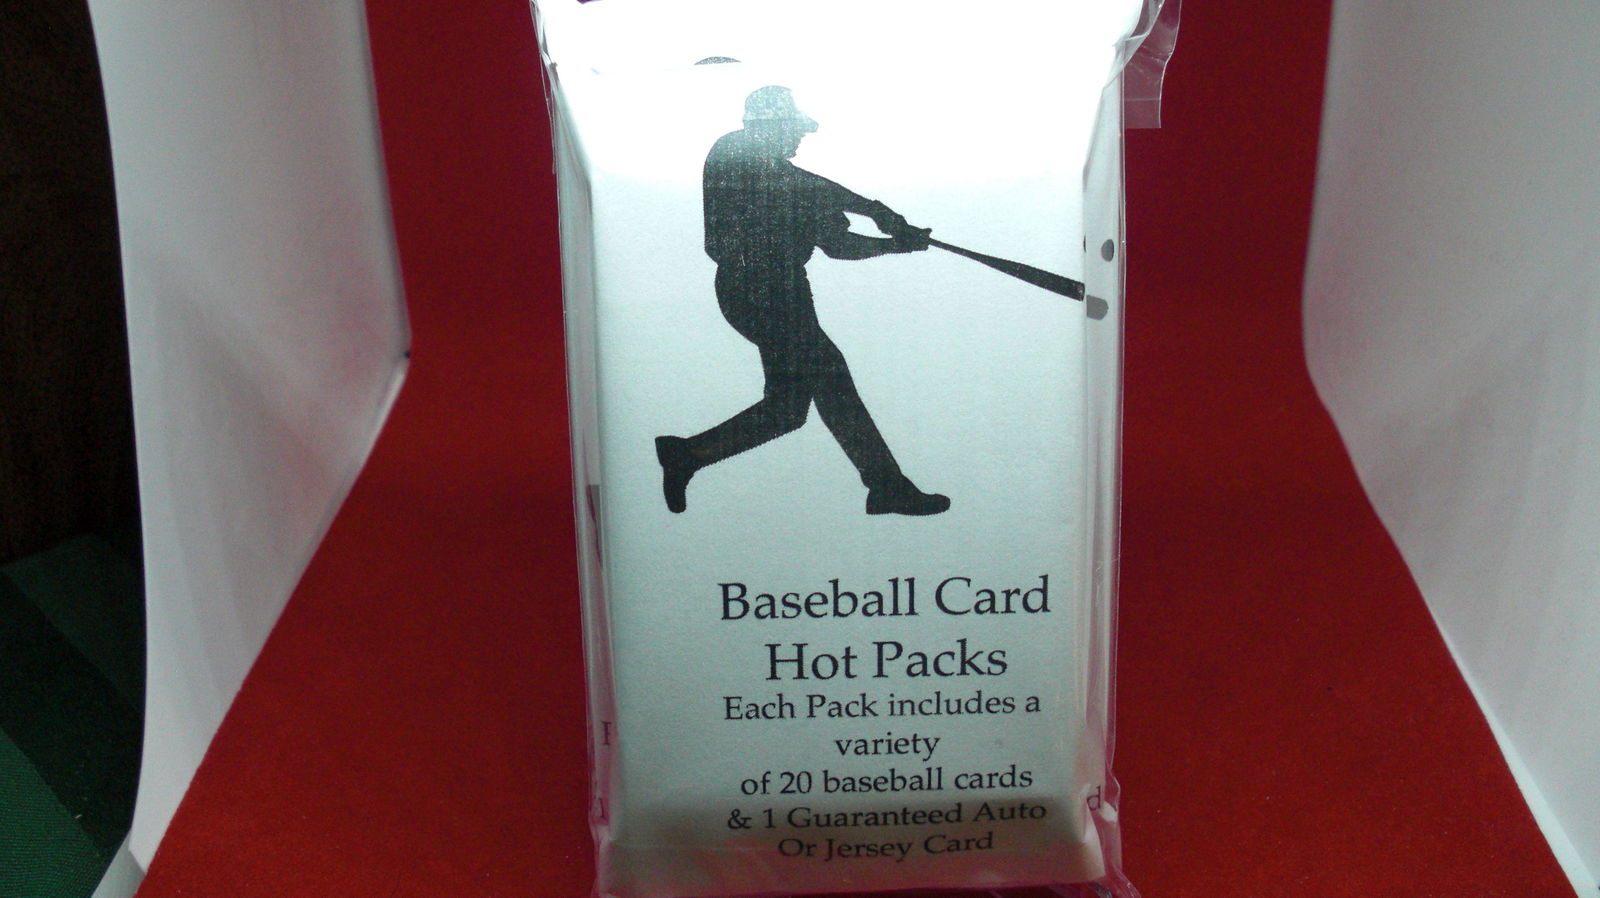 Baseball Card
Hot Packs
Each Pack includes a
variety
of 20 baseball cards
& 1 Guaranteed Auto
Or Jersey Card